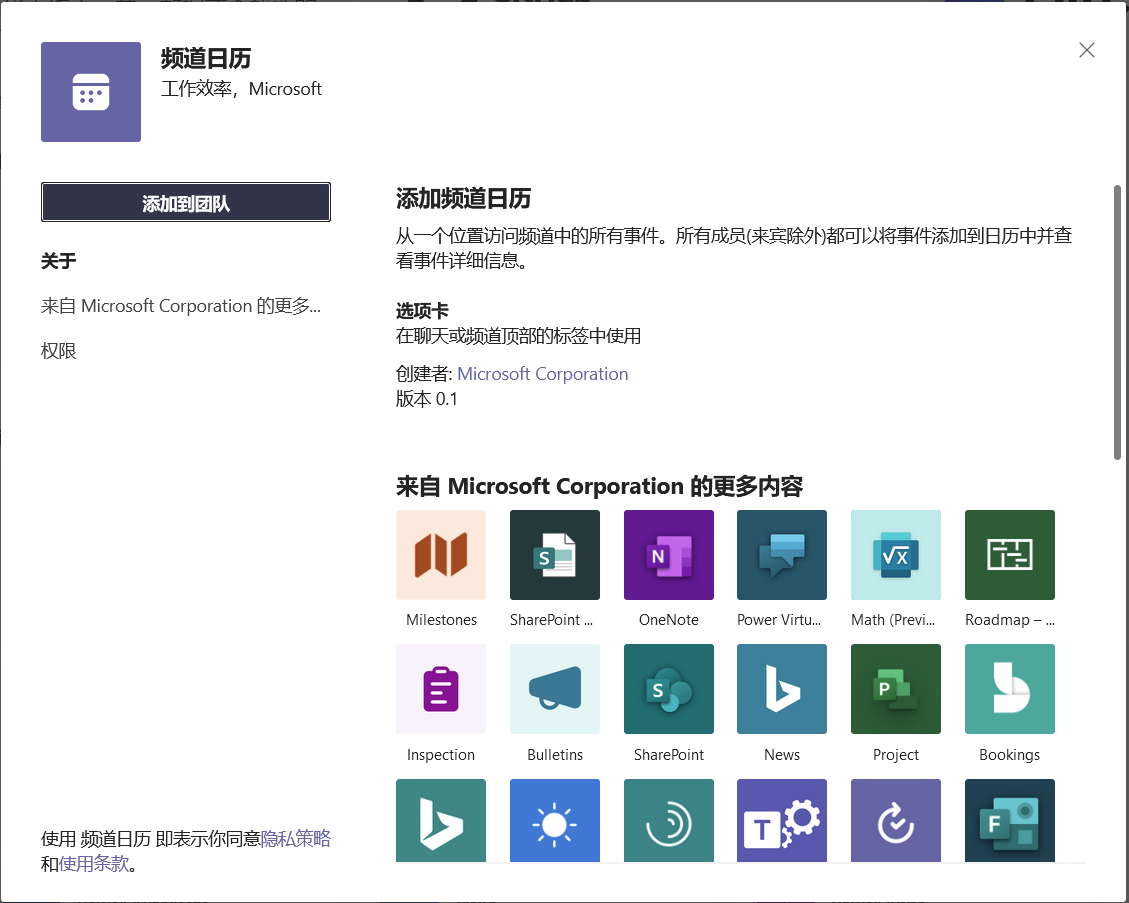 频道日历
工作效率，Microsoft
添加到团队
关于
来自 Microsoft Corporation 的更多...
权限
添加频道日历
从一个位置访问频道中的所有事件。所有成员(来宾除外)都可以将事件添加到日历中并查
看事件详细信息。
选项卡
在聊天或频道顶部的标签中使用
创建者: Microsoft Corporation
版本 0.1
来自 Microsoft Corporation 的更多内容
S
N
√x
Milestones
SharePoint ...
OneNote
Power Virtu...
Math (Previ...
Roadmap – ...
S
P
Inspection
Bulletins
SharePoint
News
Project
Bookings
T
F
使用 频道日历 即表示你同意隐私策略
和使用条款。